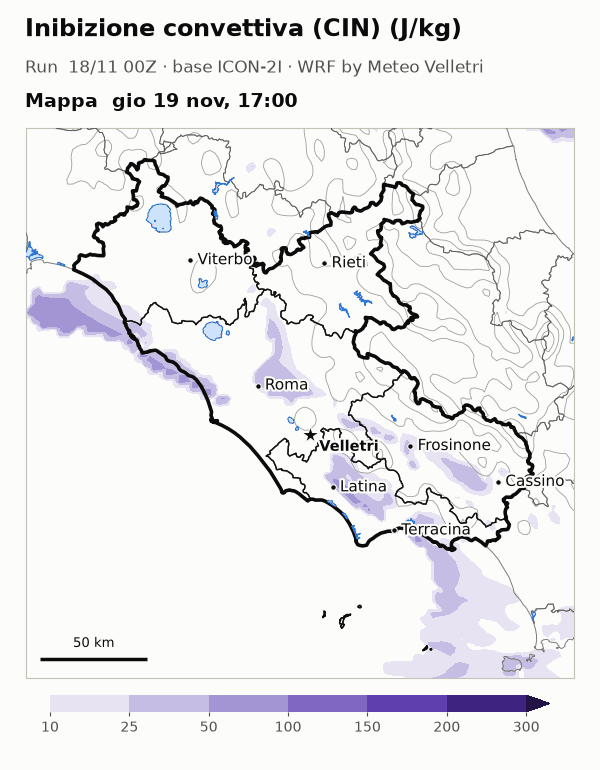 Inibizione convettiva (CIN) (J/kg)
Run 18/11 00Z · base ICON-2I · WRF by Meteo Velletri
Mappa gio 19 nov, 17:00
Viterbo
Rieti
Roma
Velletri
Frosinone
Cassino
Latina
Terracina
50 km
10 25 50 100 150 200 300